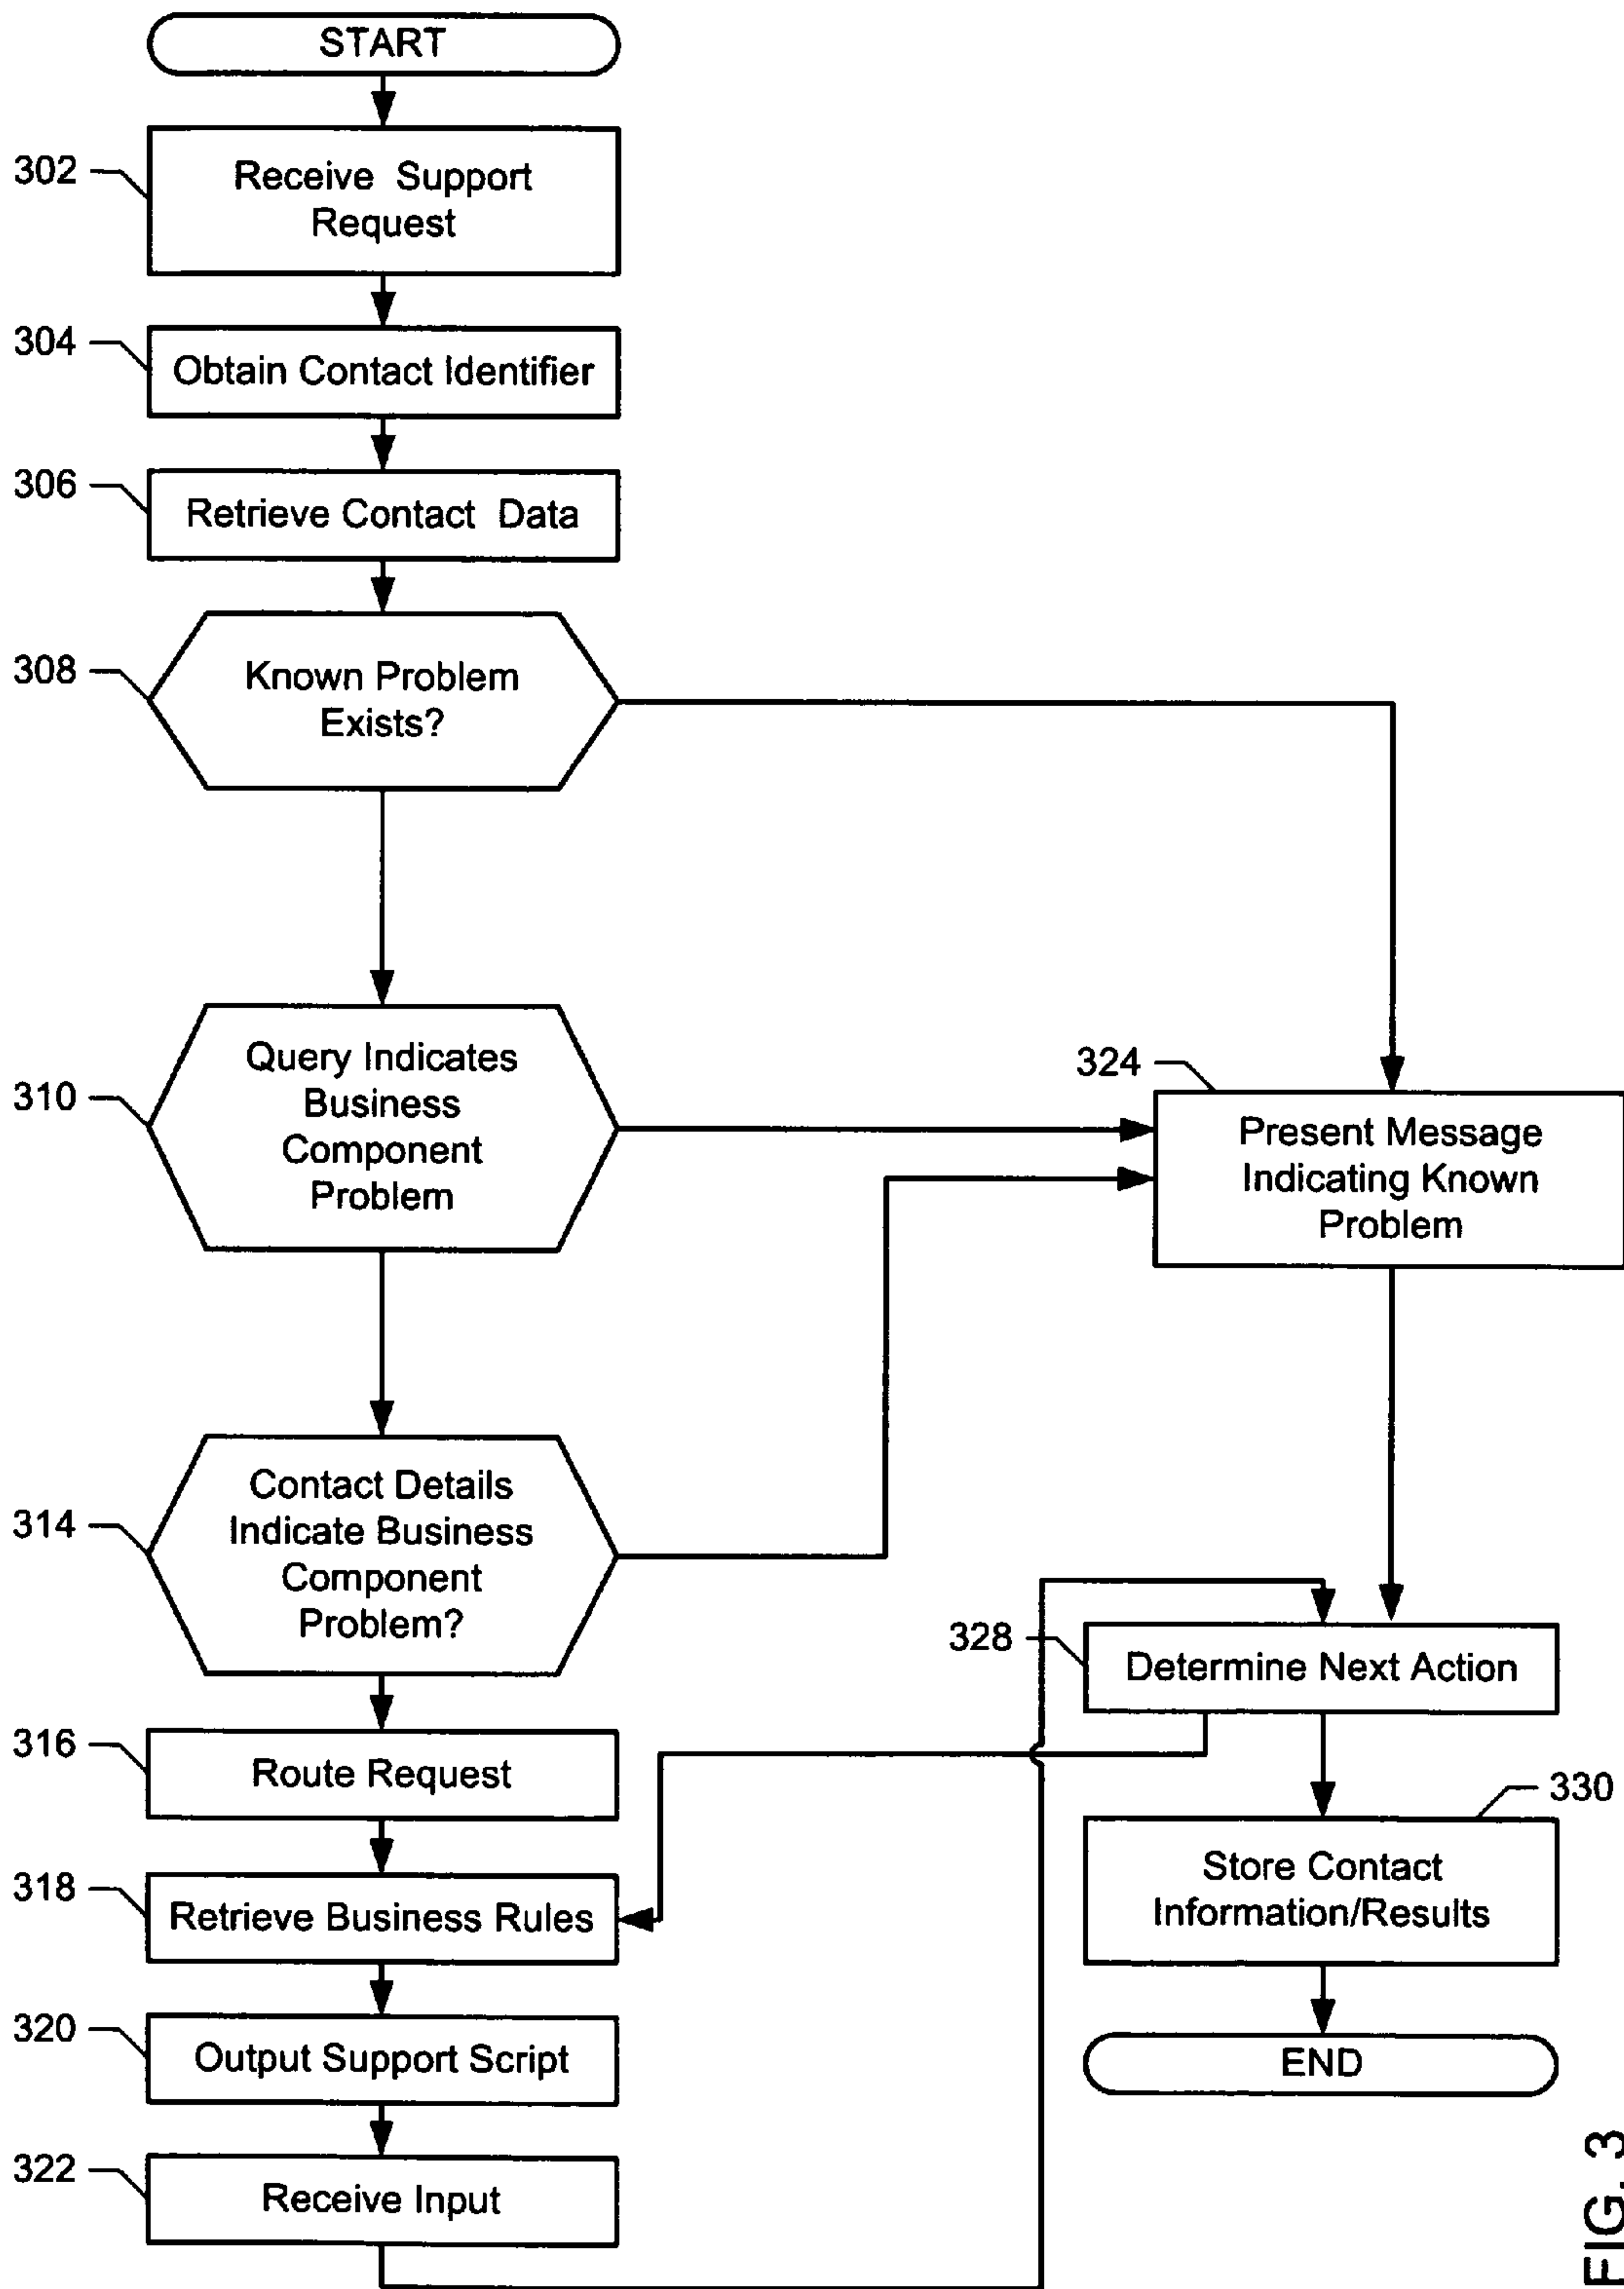 START
302
Receive Support
Request
304
Obtain Contact Identifier
306
Retrieve Contact Data
308
Known Problem
Exists?
310
Query Indicates
Business
Component
Problem
324
Present Message
Indicating Known
Problem
314
Contact Details
Indicate Business
Component
Problem?
328
Determine Next Action
316
Route Request
330
Store Contact
Information/Results
318
Retrieve Business Rules
320
Output Support Script
END
322
Receive Input
FIG. 3